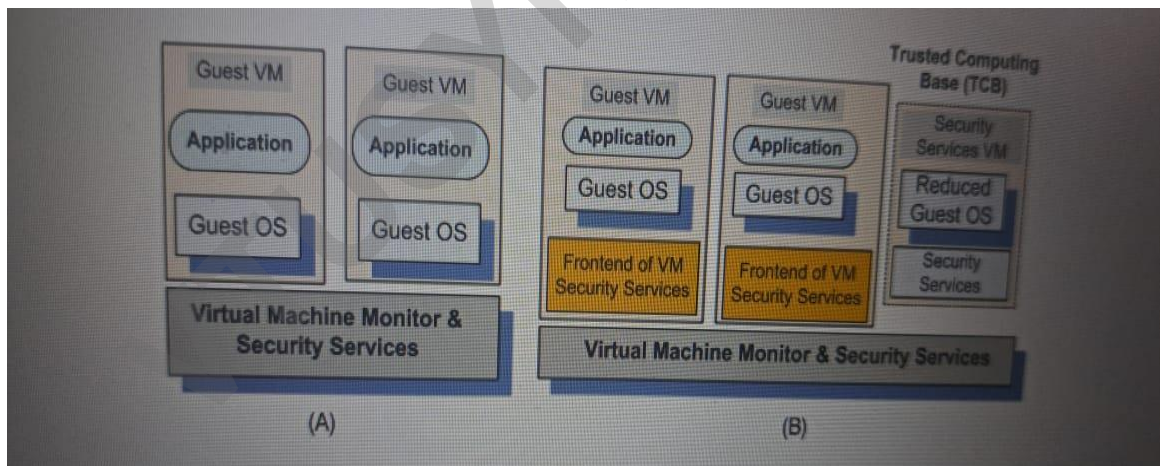 Guest VM
Application
Guest OS
Guest VM
Application
Guest OS
Virtual Machine Monitor &
Security Services
(A)
Guest VM
Application
Guest OS
Frontend of VM
Security Services
Guest VM
Application
Guest OS
Frontend of VM
Security Services
Trusted Computing
Base (TCB)
Security
Services VM
Reduced
Guest OS
Security
Services
Virtual Machine Monitor & Security Services
(B)